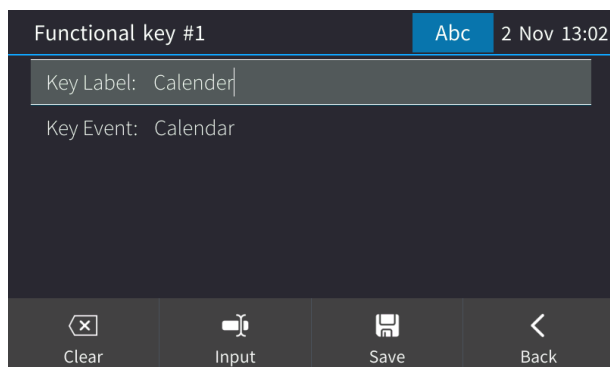 Functional key #1 Abc 2 Nov 13:02
Key Label: Calender
Key Event: Calendar
Clear Input Save Back